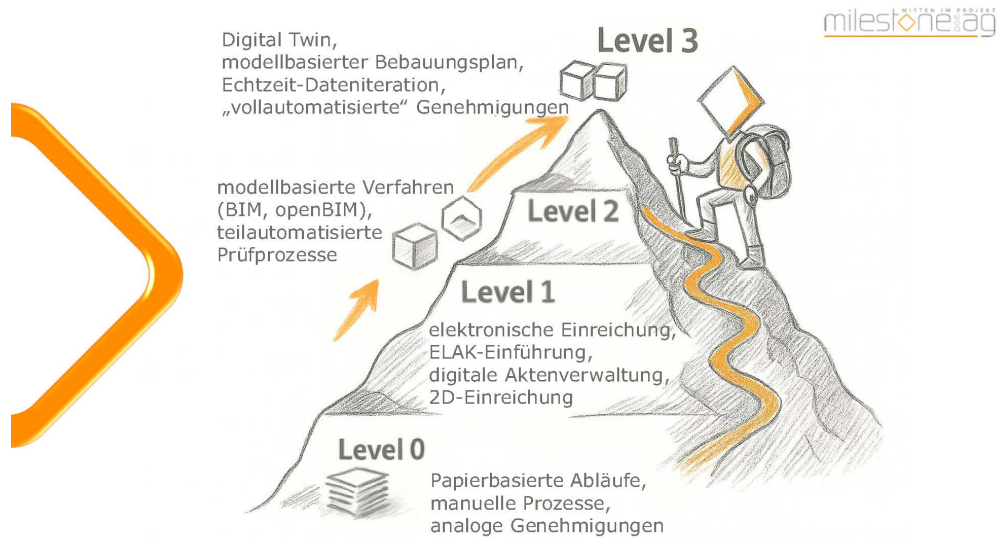 MITTEN IM PROJEKT
milestone.ag
Level 3
Digital Twin,
modellbasierter Bebauungsplan,
Echtzeit-Dateniteration,
„vollautomatisierte“ Genehmigungen
Level 2
modellbasierte Verfahren
(BIM, openBIM),
teilautomatisierte
Prüfprozesse
Level 1
elektronische Einreichung,
ELAK-Einführung,
digitale Aktenverwaltung,
2D-Einreichung
Level 0
Papierbasierte Abläufe,
manuelle Prozesse,
analoge Genehmigungen